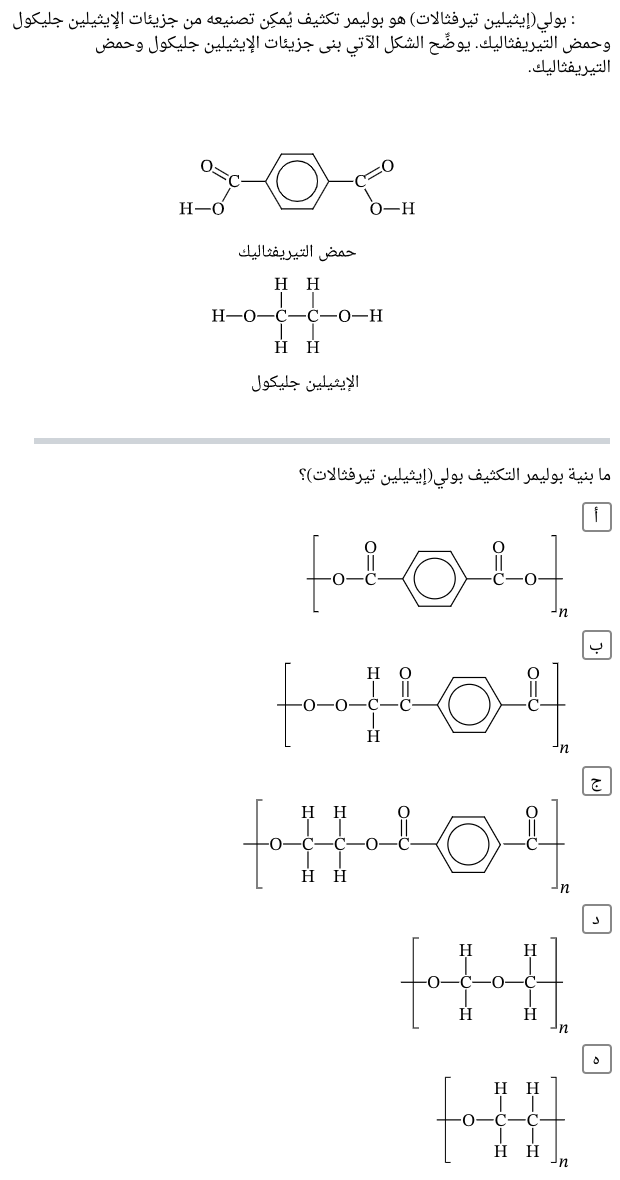 : بولي(إيثيلين تيرفثالات) هو بوليمر تكثيف يُمكِن تصنيعه من جزيئات الإيثيلين جليكول
وحمض التيريفثاليك. يوضِّح الشكل الآتي بنى جزيئات الإيثيلين جليكول وحمض
التيريفثاليك.
O C C O
H—O O—H
حمض التيريفثاليك
H H
H—O—C—C—O—H
H H
الإيثيلين جليكول
ما بنية بوليمر التكثيف بولي(إيثيلين تيرفثالات)؟
أ
O O
O—C C—O
n
ب
H O O
O—O—C—C C
H
n
ج
H H O O
O—C—C—O—C C
H H
n
د
H H
O—C—O—C
H H
n
ه
H H
O—C—C
H H
n